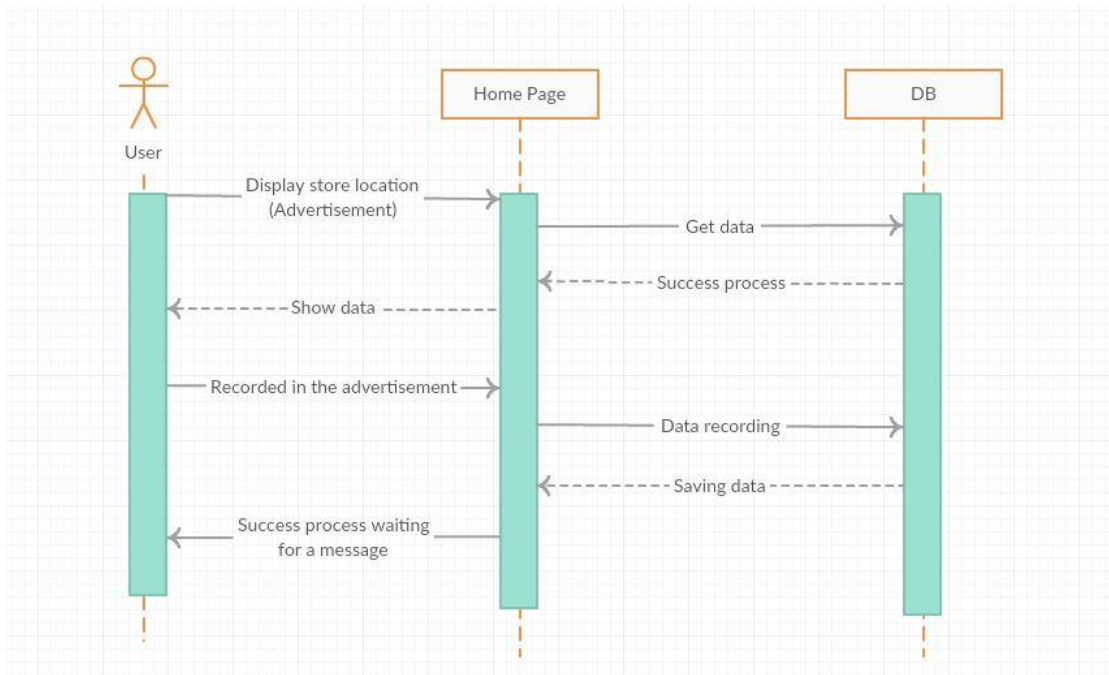 Home Page
DB
User
Display store location
(Advertisement)
Get data
Success process
Show data
Recorded in the advertisement
Data recording
Saving data
Success process waiting
for a message